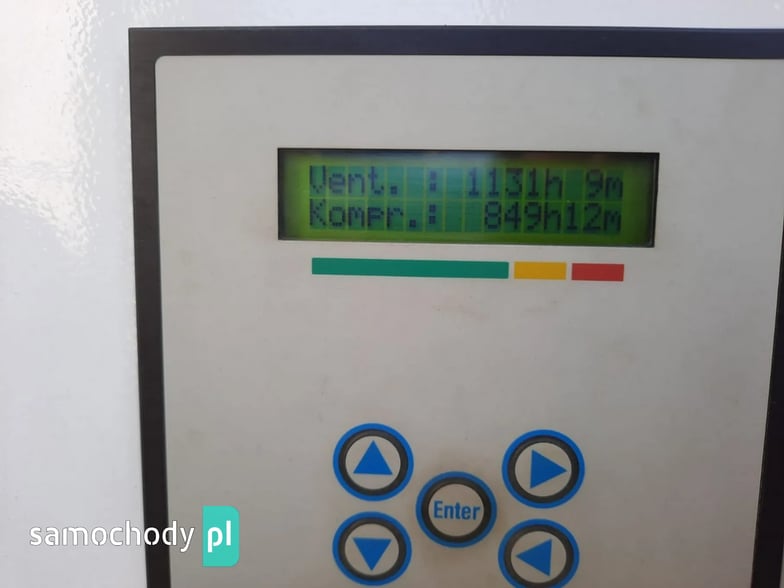 Vent. : 1131h 9m
Kompr.: 849h12m
Enter
samochody pl